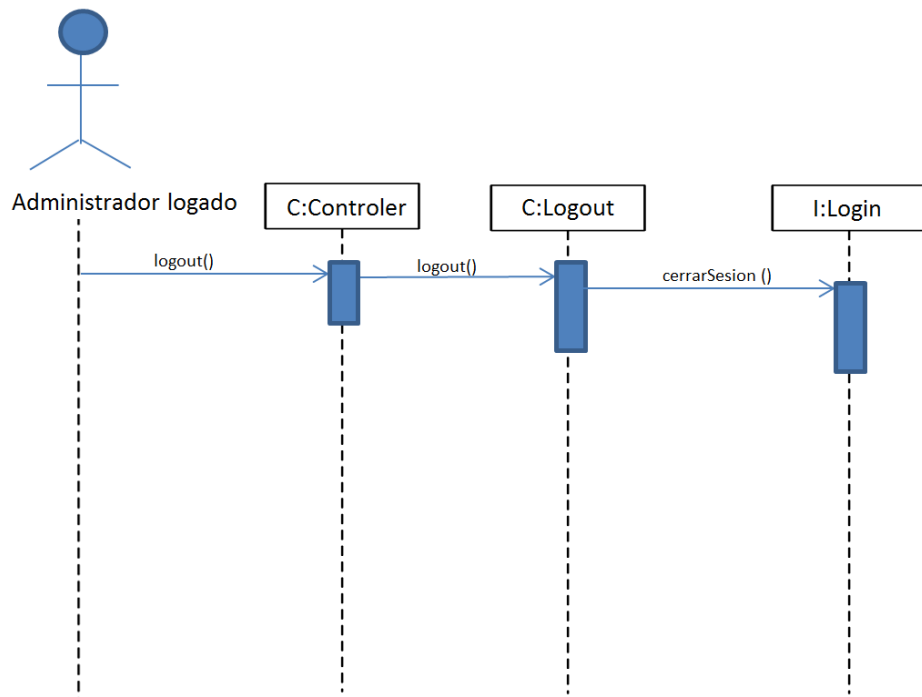 Administrador logado
C:Controler
C:Logout
I:Login
logout()
logout()
cerrarSesion ()